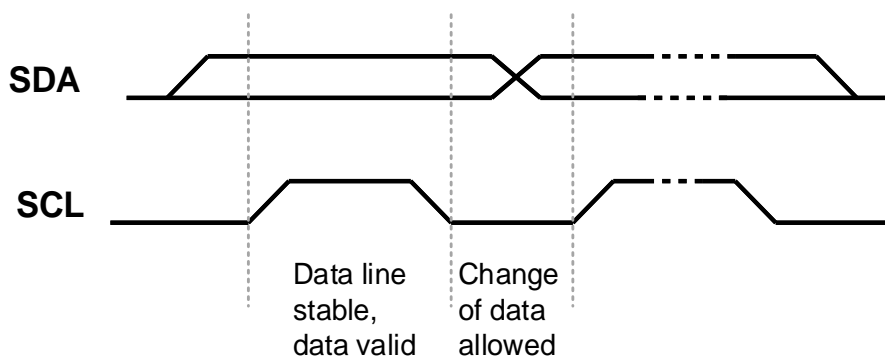 SDA
SCL
Data line
stable,
data valid
Change
of data
allowed